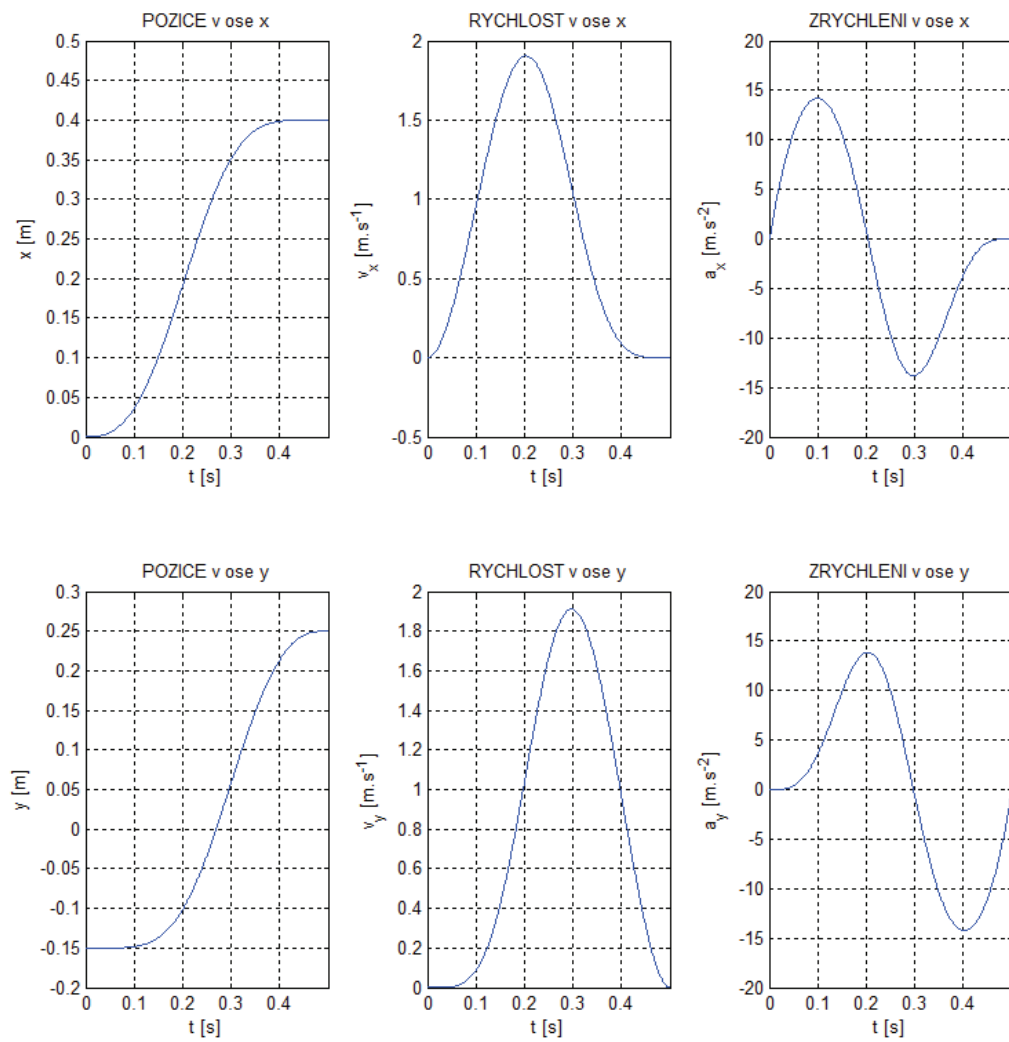 POZICE v ose x
0.5
0.45
0.4
0.35
0.3
0.25
0.2
0.15
0.1
0.05
0
x [m]
0 0.1 0.2 0.3 0.4
t [s]
RYCHLOST v ose x
2
1.5
1
0.5
0
-0.5
v_x [m.s^-1]
0 0.1 0.2 0.3 0.4
t [s]
ZRYCHLENI v ose x
20
15
10
5
0
-5
-10
-15
-20
a_x [m.s^-2]
0 0.1 0.2 0.3 0.4
t [s]
POZICE v ose y
0.3
0.25
0.2
0.15
0.1
0.05
0
-0.05
-0.1
-0.15
-0.2
y [m]
0 0.1 0.2 0.3 0.4
t [s]
RYCHLOST v ose y
2
1.8
1.6
1.4
1.2
1
0.8
0.6
0.4
0.2
0
v_y [m.s^-1]
0 0.1 0.2 0.3 0.4
t [s]
ZRYCHLENI v ose y
20
15
10
5
0
-5
-10
-15
-20
a_y [m.s^-2]
0 0.1 0.2 0.3 0.4
t [s]